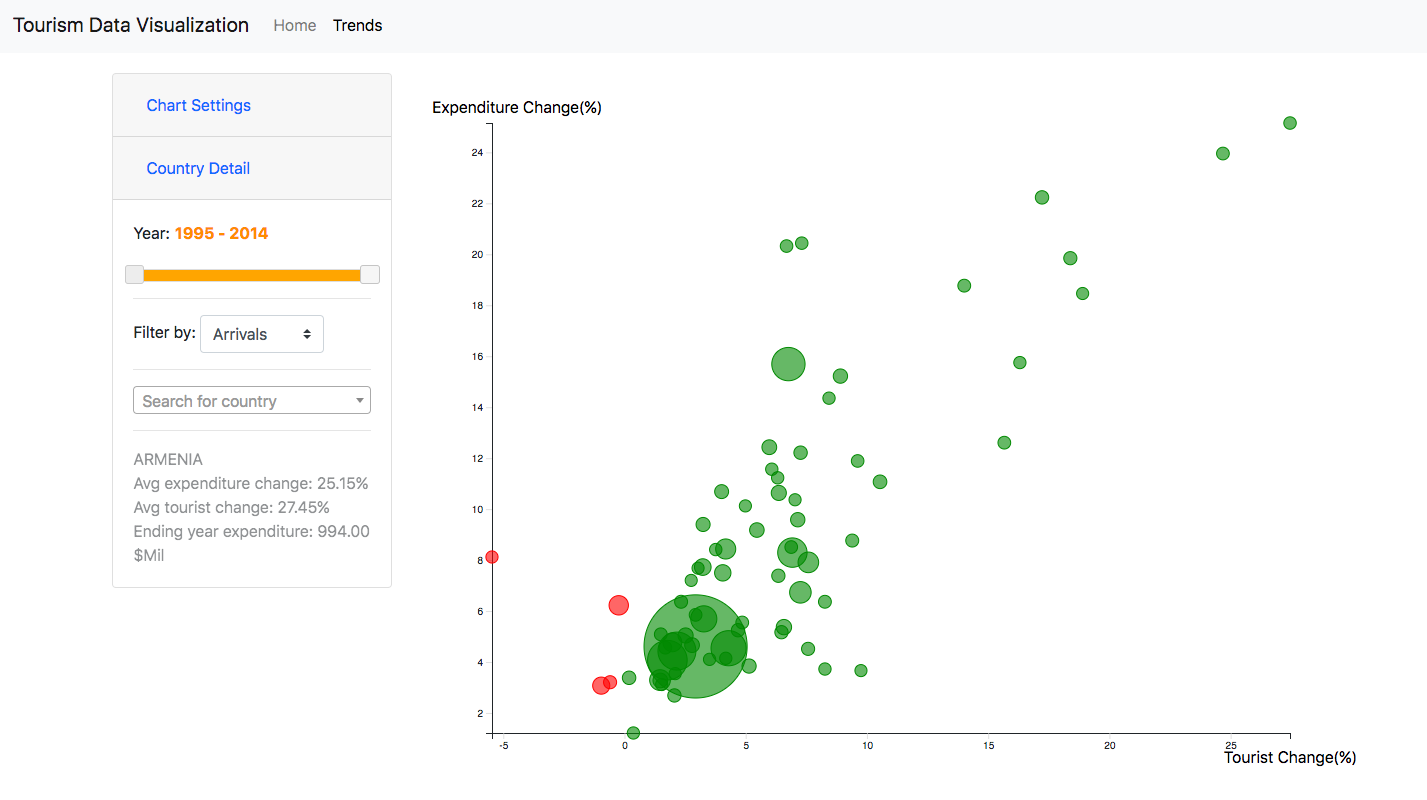 Tourism Data Visualization Home Trends
Chart Settings
Country Detail
Year: 1995 - 2014
Filter by: Arrivals
Search for country
ARMENIA
Avg expenditure change: 25.15%
Avg tourist change: 27.45%
Ending year expenditure: 994.00
$Mil
Expenditure Change(%)
24
22
20
18
16
14
12
10
8
6
4
2
-5 0 5 10 15 20 25
Tourist Change(%)